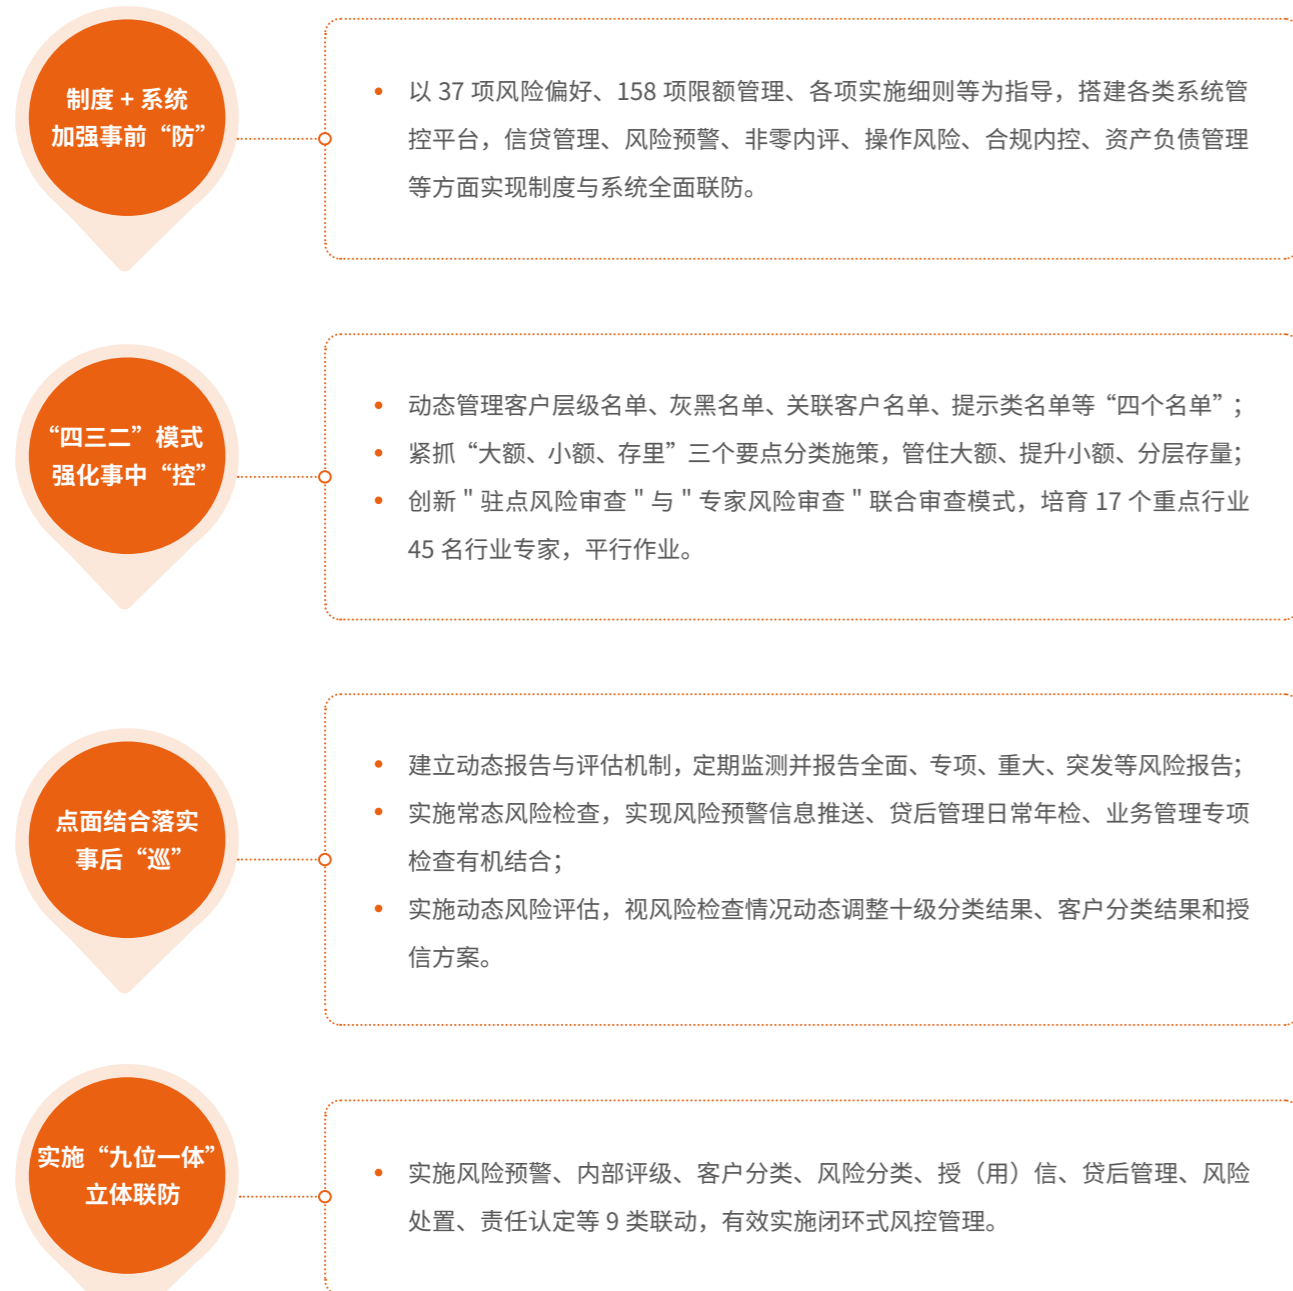 制度 + 系统
加强事前“防”
• 以 37 项风险偏好、158 项限额管理、各项实施细则等为指导，搭建各类系统管
控平台，信贷管理、风险预警、非零内评、操作风险、合规内控、资产负债管理
等方面实现制度与系统全面联防。
“四三二”模式
强化事中“控”
• 动态管理客户层级名单、灰黑名单、关联客户名单、提示类名单等“四个名单”；
• 紧抓“大额、小额、存里”三个要点分类施策，管住大额、提升小额、分层存量；
• 创新 " 驻点风险审查 " 与 " 专家风险审查 " 联合审查模式，培育 17 个重点行业
45 名行业专家，平行作业。
点面结合落实
事后“巡”
• 建立动态报告与评估机制，定期监测并报告全面、专项、重大、突发等风险报告；
• 实施常态风险检查，实现风险预警信息推送、贷后管理日常年检、业务管理专项
检查有机结合；
• 实施动态风险评估，视风险检查情况动态调整十级分类结果、客户分类结果和授
信方案。
实施“九位一体”
立体联防
• 实施风险预警、内部评级、客户分类、风险分类、授（用）信、贷后管理、风险
处置、责任认定等 9 类联动，有效实施闭环式风控管理。